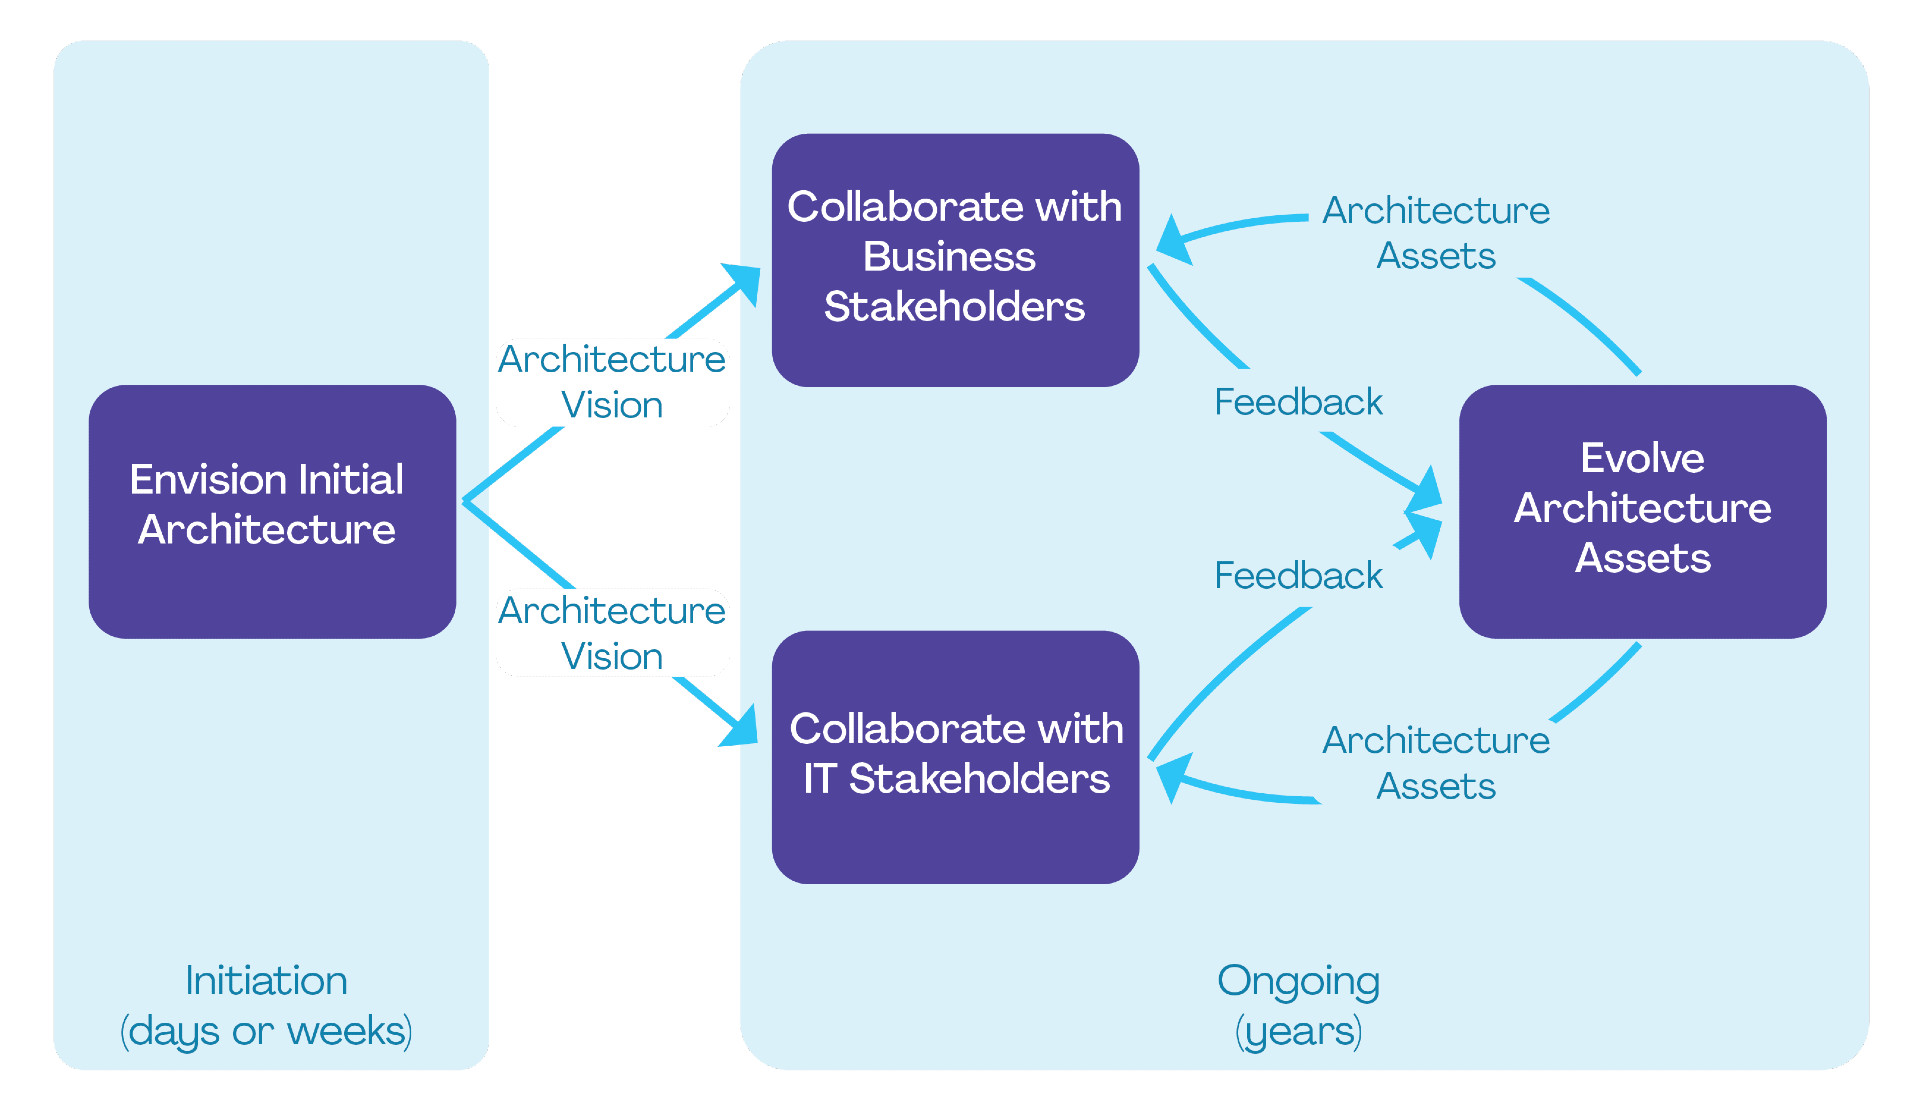 Envision Initial
Architecture
Initiation
(days or weeks)
Architecture
Vision
Architecture
Vision
Collaborate with
Business
Stakeholders
Collaborate with
IT Stakeholders
Architecture
Assets
Feedback
Feedback
Architecture
Assets
Evolve
Architecture
Assets
Ongoing
(years)